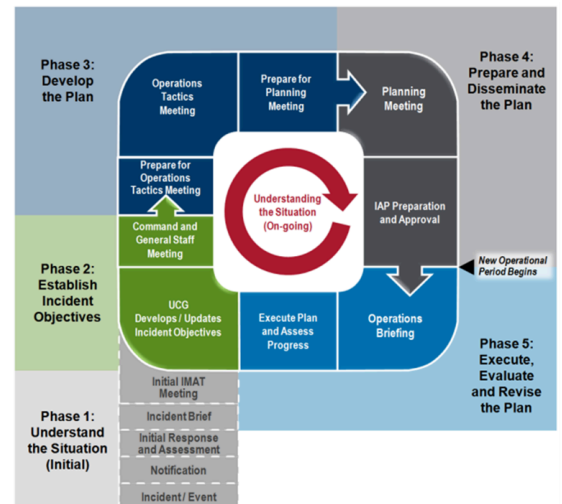 Phase 3:
Develop
the Plan
Operations
Tactics
Meeting
Prepare for
Planning
Meeting
Planning
Meeting
Phase 4:
Prepare and
Disseminate
the Plan
Prepare for
Operations
Tactics Meeting
Understanding
the Situation
(On-going)
IAP Preparation
and Approval
Command and
General Staff
Meeting
New Operational
Period Begins
Phase 2:
Establish
Incident
Objectives
UCG
Develops / Updates
Incident Objectives
Execute Plan
and Assess
Progress
Operations
Briefing
Phase 5:
Execute,
Evaluate
and Revise
the Plan
Phase 1:
Understand
the Situation
(Initial)
Initial IMAT
Meeting
Incident Brief
Initial Response
and Assessment
Notification
Incident / Event